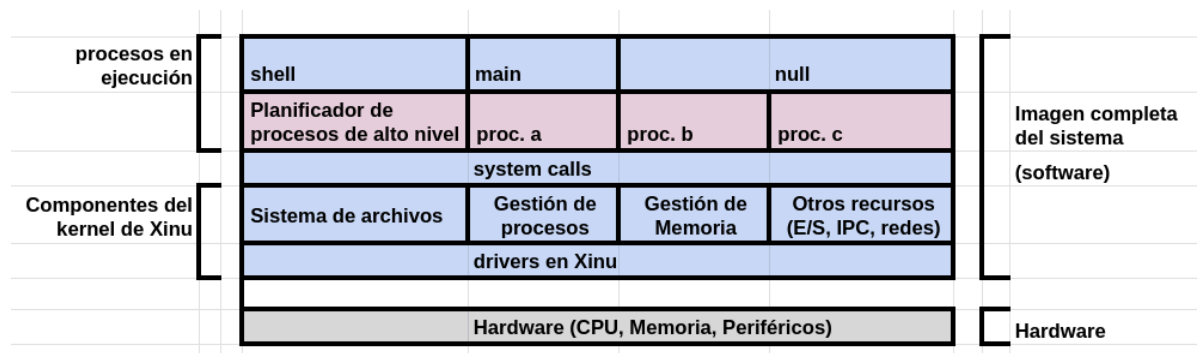 procesos en
ejecución
shell
main
null
Planificador de
procesos de alto nivel
proc. a
proc. b
proc. c
system calls
Imagen completa
del sistema
(software)
Componentes del
kernel de Xinu
Sistema de archivos
Gestión de
procesos
Gestión de
Memoria
Otros recursos
(E/S, IPC, redes)
drivers en Xinu
Hardware (CPU, Memoria, Periféricos)
Hardware